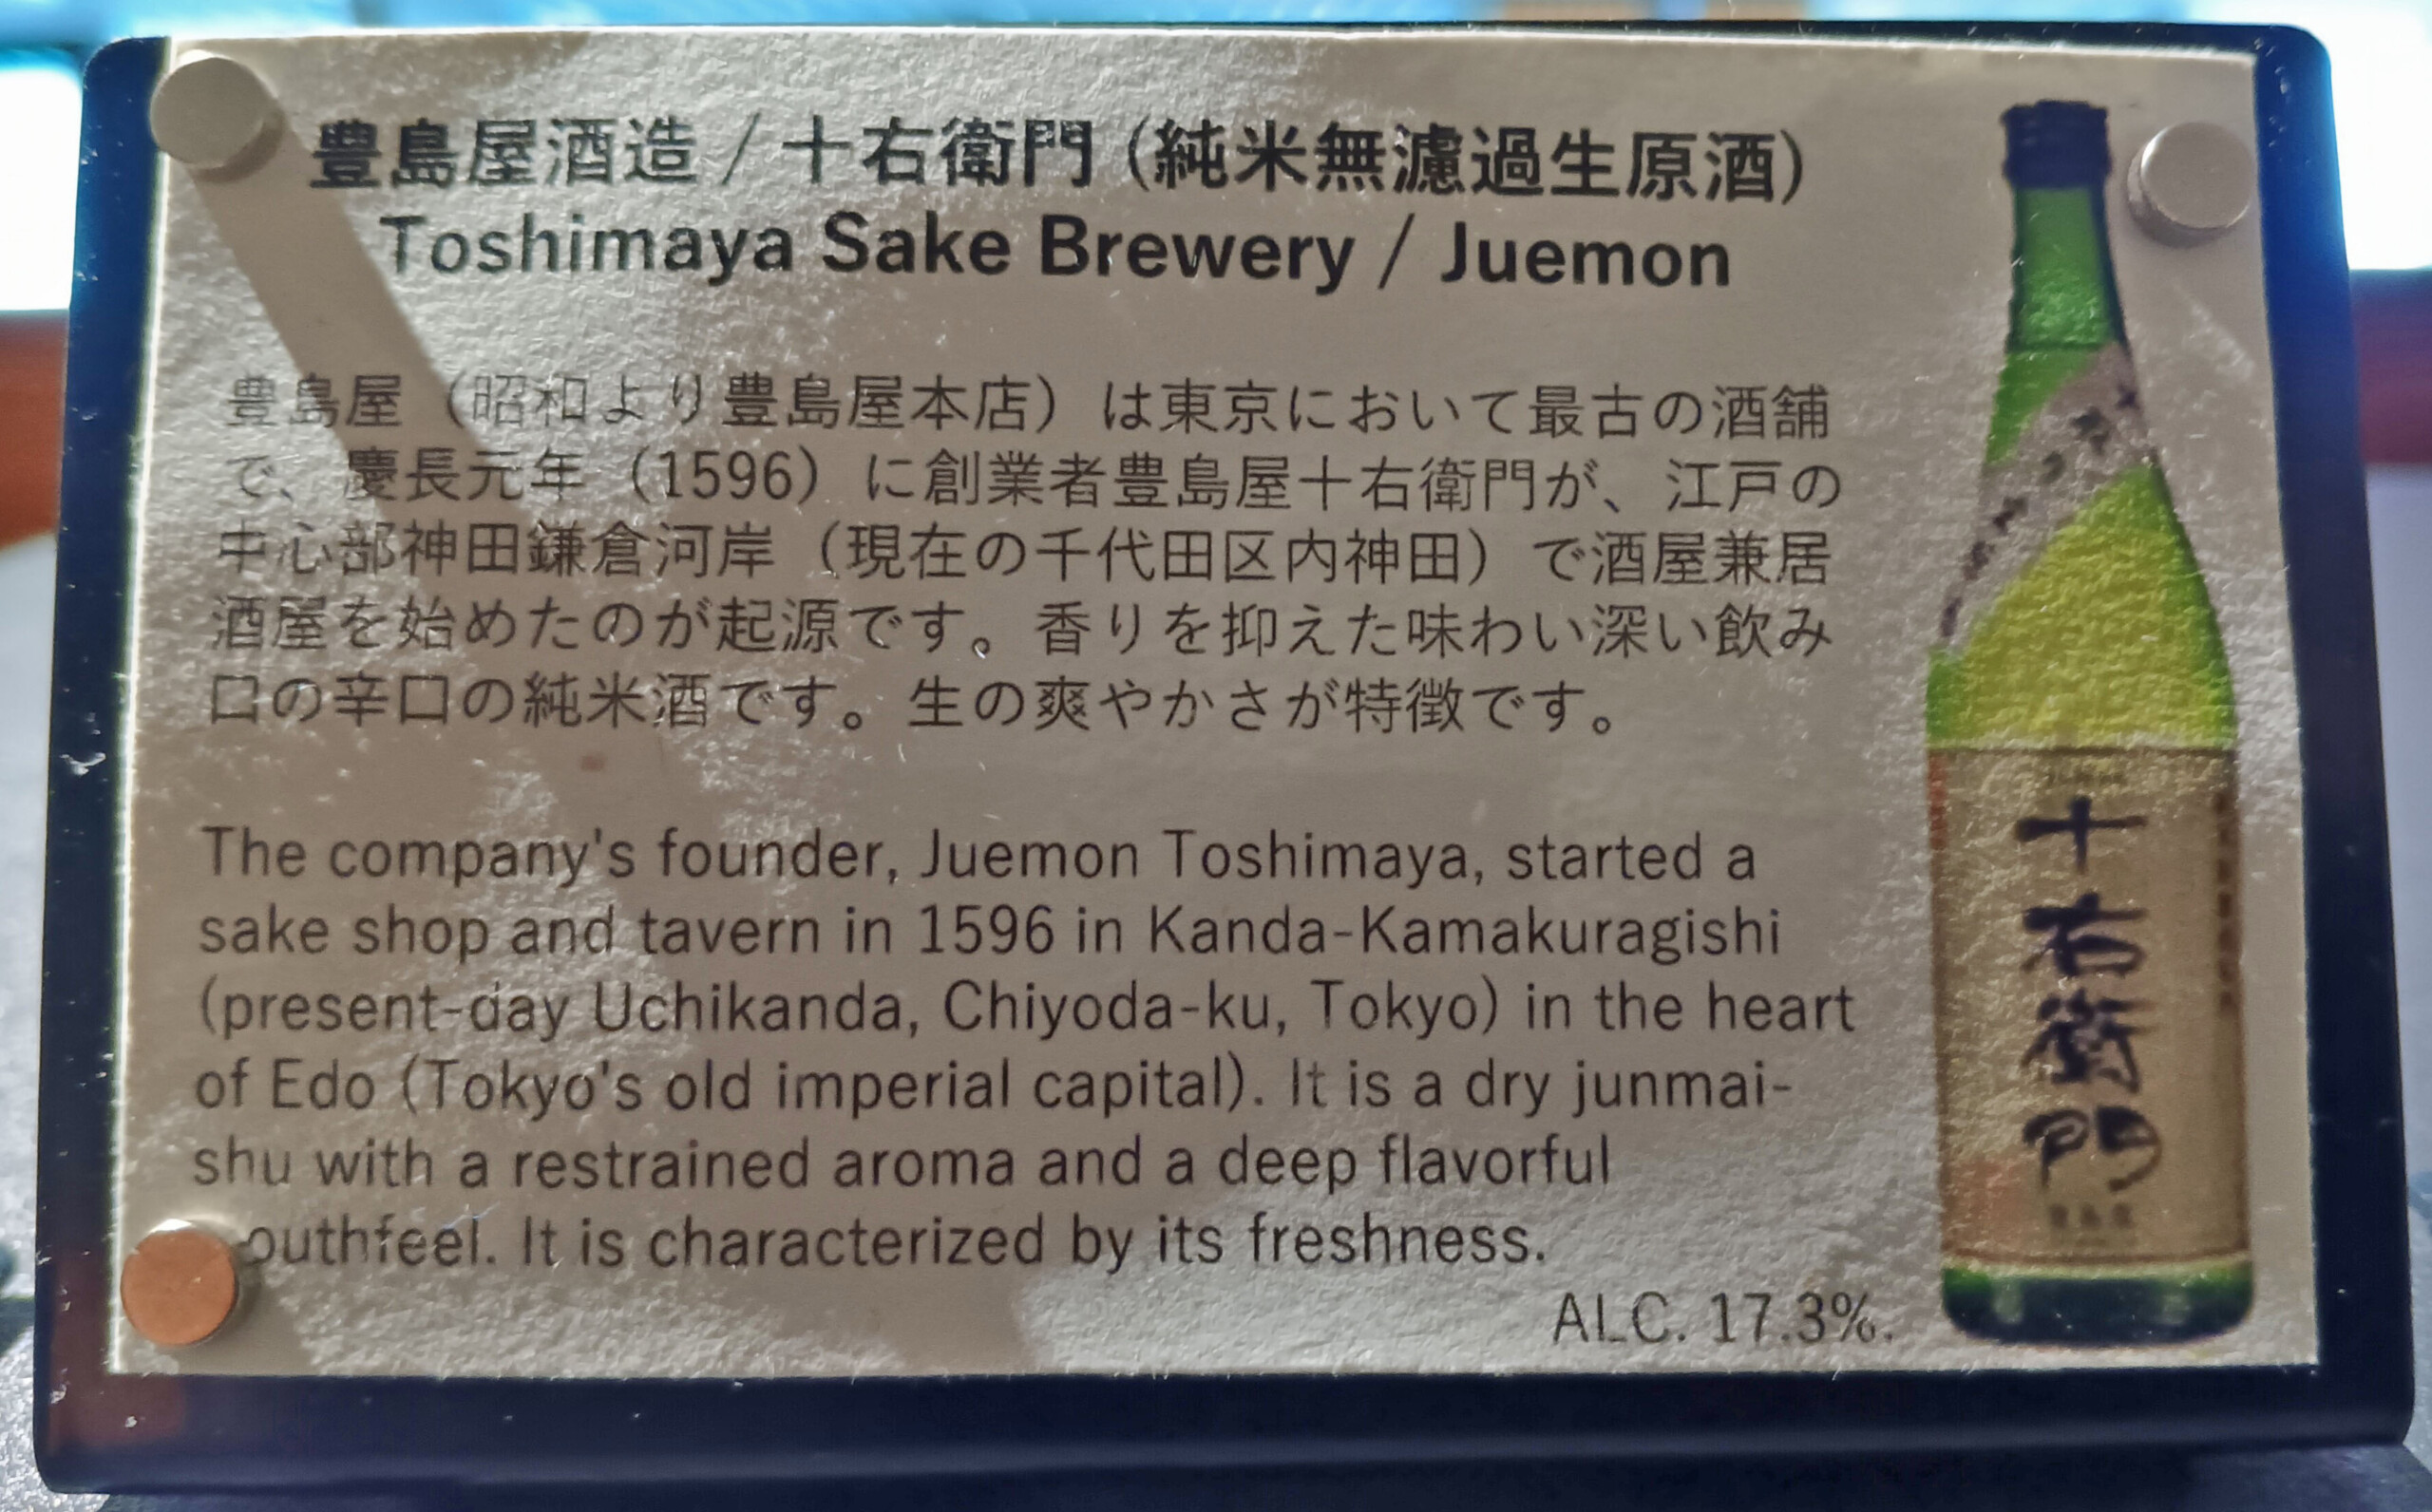 豊島屋酒造 / 十右衛門 (純米無濾過生原酒)
Toshimaya Sake Brewery / Juemon
豊島屋（昭和より豊島屋本店）は東京において最古の酒舗
で、慶長元年（1596）に創業者豊島屋十右衛門が、江戸の
中心部神田鎌倉河岸（現在の千代田区内神田）で酒屋兼居
酒屋を始めたのが起源です。香りを抑えた味わい深い飲み
口の辛口の純米酒です。生の爽やかさが特徴です。
The company's founder, Juemon Toshimaya, started a
sake shop and tavern in 1596 in Kanda-Kamakuragishi
(present-day Uchikanda, Chiyoda-ku, Tokyo) in the heart
of Edo (Tokyo's old imperial capital). It is a dry junmai-
shu with a restrained aroma and a deep flavorful
outhfeel. It is characterized by its freshness.
ALC. 17.3%.
十右衛門